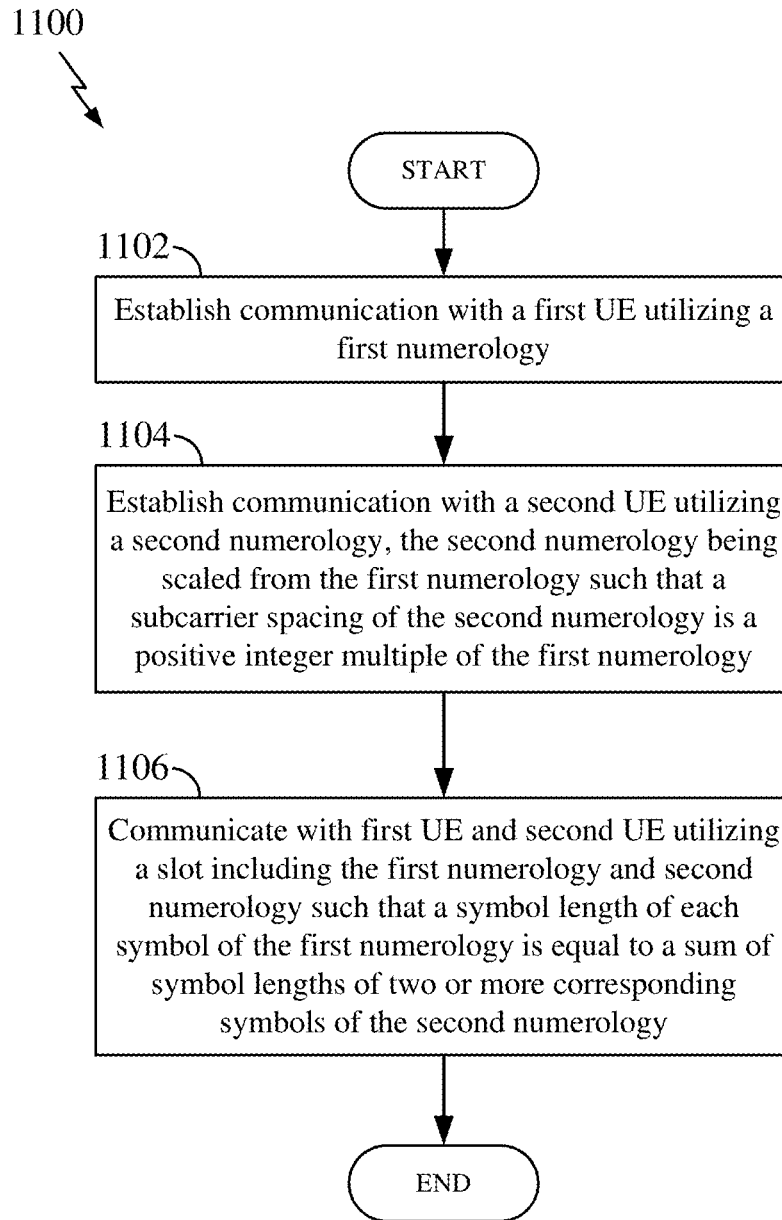 1100
START
1102
Establish communication with a first UE utilizing a
first numerology
1104
Establish communication with a second UE utilizing
a second numerology, the second numerology being
scaled from the first numerology such that a
subcarrier spacing of the second numerology is a
positive integer multiple of the first numerology
1106
Communicate with first UE and second UE utilizing
a slot including the first numerology and second
numerology such that a symbol length of each
symbol of the first numerology is equal to a sum of
symbol lengths of two or more corresponding
symbols of the second numerology
END